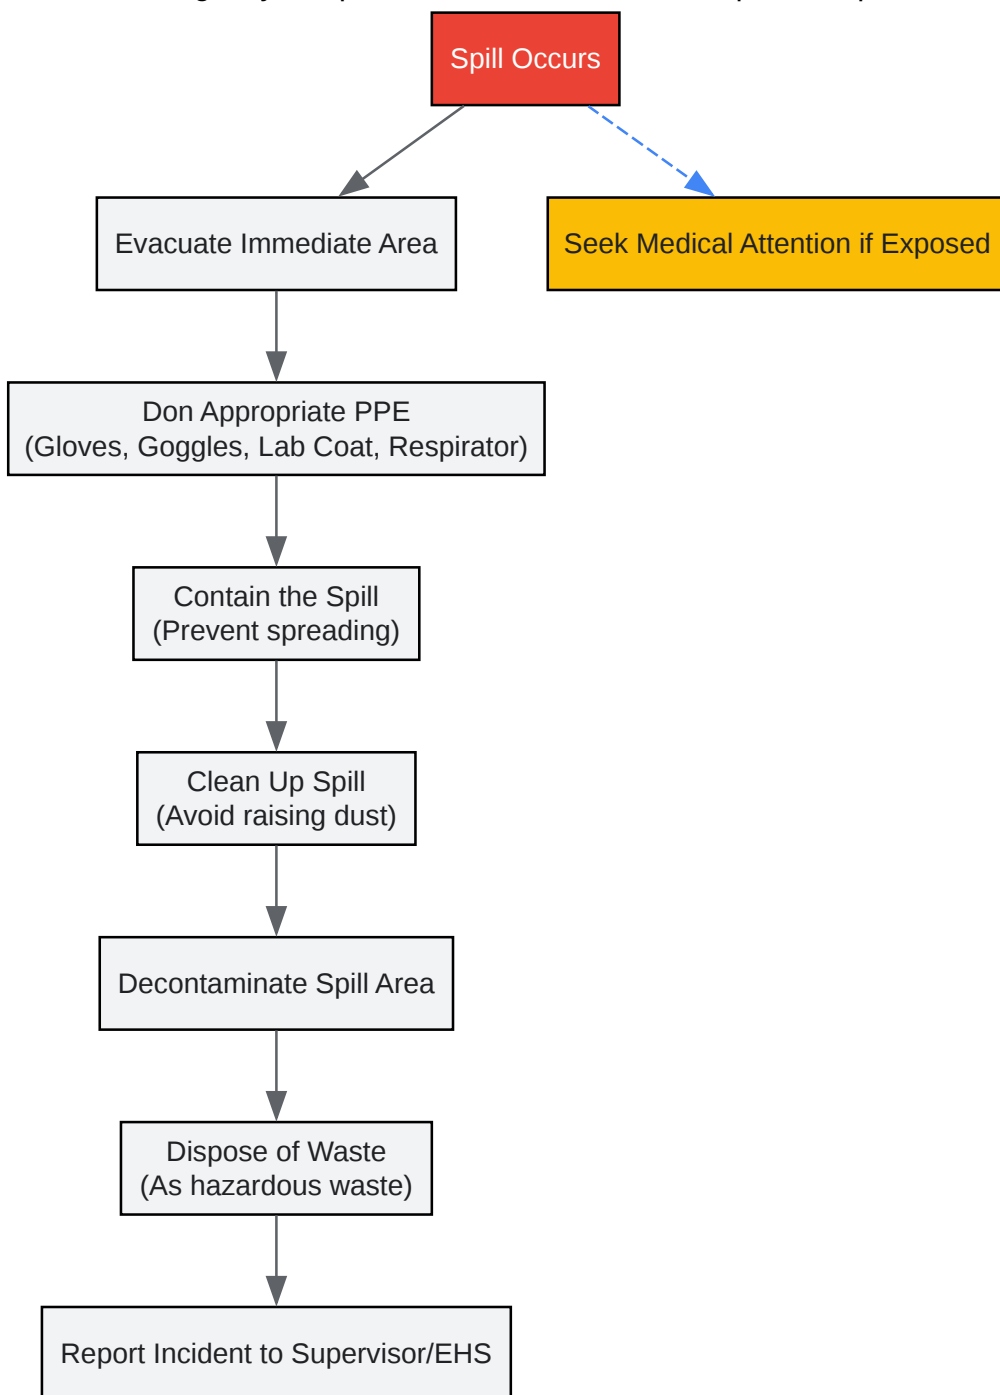 Spill Occurs
Evacuate Immediate Area
Seek Medical Attention if Exposed
Don Appropriate PPE
(Gloves, Goggles, Lab Coat, Respirator)
Contain the Spill
(Prevent spreading)
Clean Up Spill
(Avoid raising dust)
Decontaminate Spill Area
Dispose of Waste
(As hazardous waste)
Report Incident to Supervisor/EHS